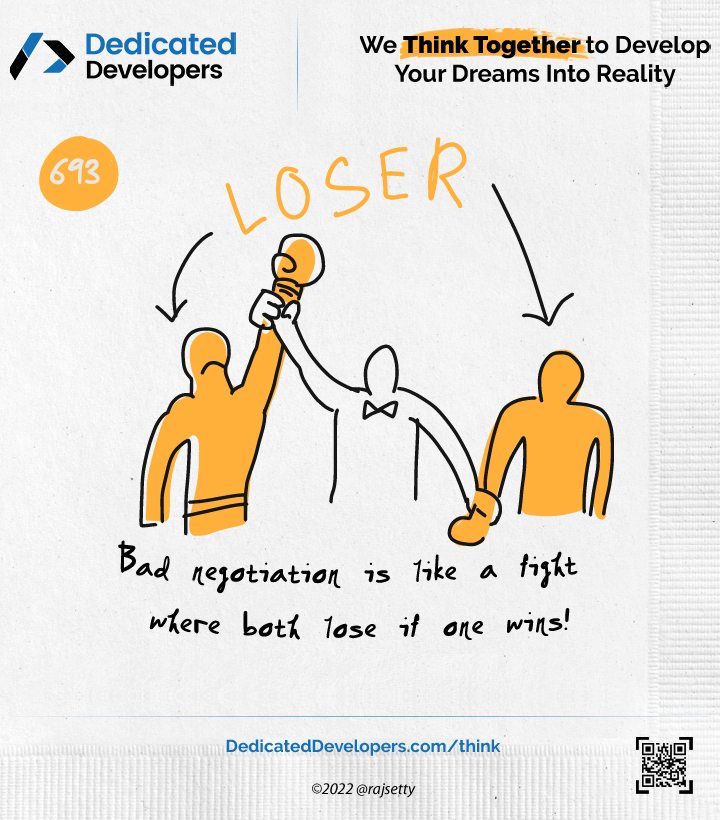 Dedicated
Developers
We Think Together to Develop
Your Dreams Into Reality
693
LOSER
Bad negotiation is like a fight
where both lose if one wins!
DedicatedDevelopers.com/think
©2022 @rajsetty